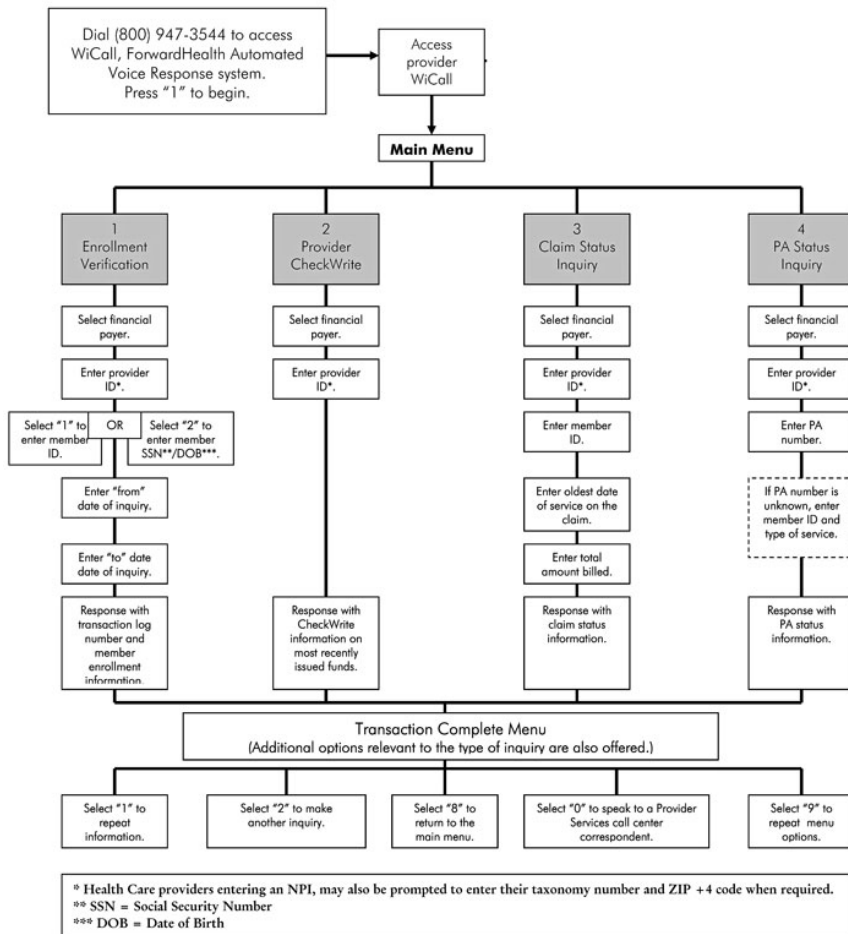 Dial (800) 947-3544 to access
WiCall, ForwardHealth Automated
Voice Response system.
Press “1” to begin.
Access
provider
WiCall
Main Menu
1
Enrollment
Verification
2
Provider
CheckWrite
3
Claim Status
Inquiry
4
PA Status
Inquiry
Select financial
payer.
Select financial
payer.
Select financial
payer.
Select financial
payer.
Enter provider
ID*.
Enter provider
ID*.
Enter provider
ID*.
Enter provider
ID*.
Select “1” to
enter member
ID.
OR
Select “2” to
enter member
SSN**/DOB***.
Enter member
ID.
Enter PA
number.
Enter “from”
date of inquiry.
Enter oldest date
of service on the
claim.
If PA number is
unknown, enter
member ID and
type of service.
Enter “to” date
date of inquiry.
Enter total
amount billed.
Response with
transaction log
number and
member
enrollment
information.
Response with
CheckWrite
information on
most recently
issued funds.
Response with
claim status
information.
Response with
PA status
information.
Transaction Complete Menu
(Additional options relevant to the type of inquiry are also offered.)
Select “1” to
repeat
information.
Select “2” to make
another inquiry.
Select “8” to
return to the
main menu.
Select “0” to speak to a Provider
Services call center
correspondent.
Select “9” to
repeat menu
options.
* Health Care providers entering an NPI, may also be prompted to enter their taxonomy number and ZIP +4 code when required.
** SSN = Social Security Number
*** DOB = Date of Birth